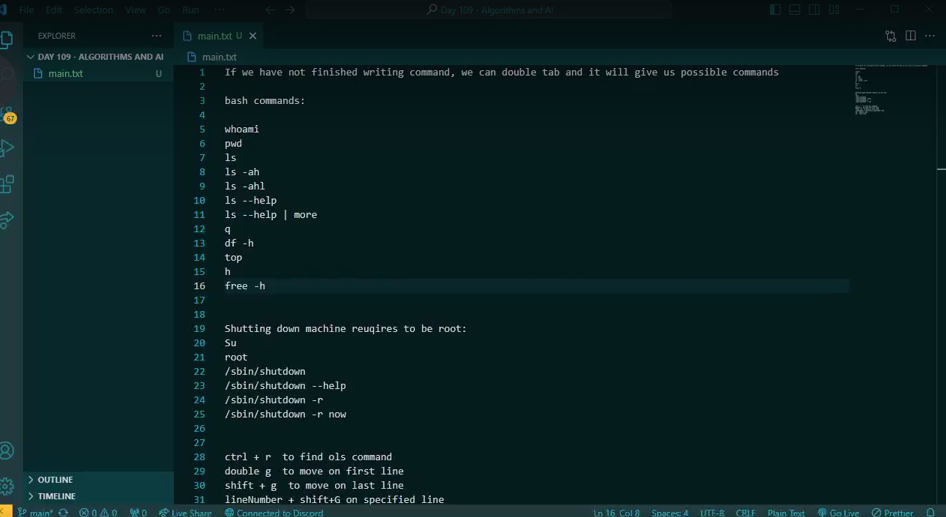 File Edit Selection View Go Run ···
Day 109 - Algorithms and AI
EXPLORER ···
main.txt U
DAY 109 - ALGORITHMS AND AI
main.txt U
main.txt
67
1 If we have not finished writing command, we can double tab and it will give us possible commands
2
3 bash commands:
4
5 whoami
6 pwd
7 ls
8 ls -ah
9 ls -ahl
10 ls --help
11 ls --help | more
12 q
13 df -h
14 top
15 h
16 free -h
17
18
19 Shutting down machine reuqires to be root:
20 Su
21 root
22 /sbin/shutdown
23 /sbin/shutdown --help
24 /sbin/shutdown -r
25 /sbin/shutdown -r now
26
27
28 ctrl + r  to find ols command
29 double g  to move on first line
30 shift + g  to move on last line
31 lineNumber + shift+G on specified line
OUTLINE
TIMELINE
main* 0 0 0 Live Share Connected to Discord Ln 16, Col 8 Spaces: 4 UTF-8 CRLF Plain Text Go Live Prettier